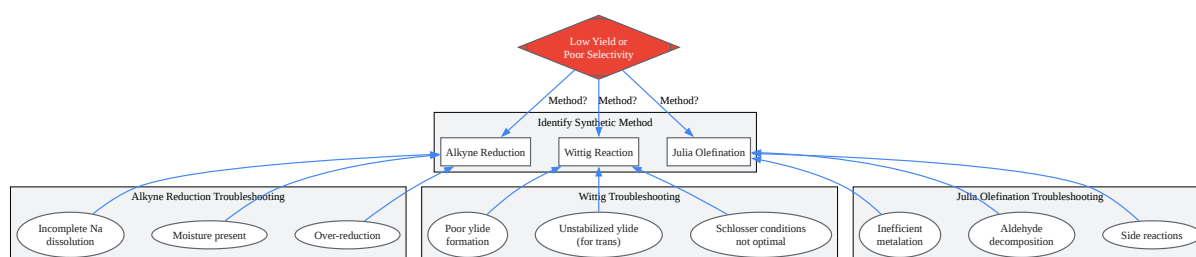 Low Yield or
Poor Selectivity
Method?
Method?
Method?
Identify Synthetic Method
Alkyne Reduction
Wittig Reaction
Julia Olefination
Alkyne Reduction Troubleshooting
Wittig Troubleshooting
Julia Olefination Troubleshooting
Incomplete Na
dissolution
Moisture present
Over-reduction
Poor ylide
formation
Unstabilized ylide
(for trans)
Schlosser conditions
not optimal
Inefficient
metalation
Aldehyde
decomposition
Side reactions